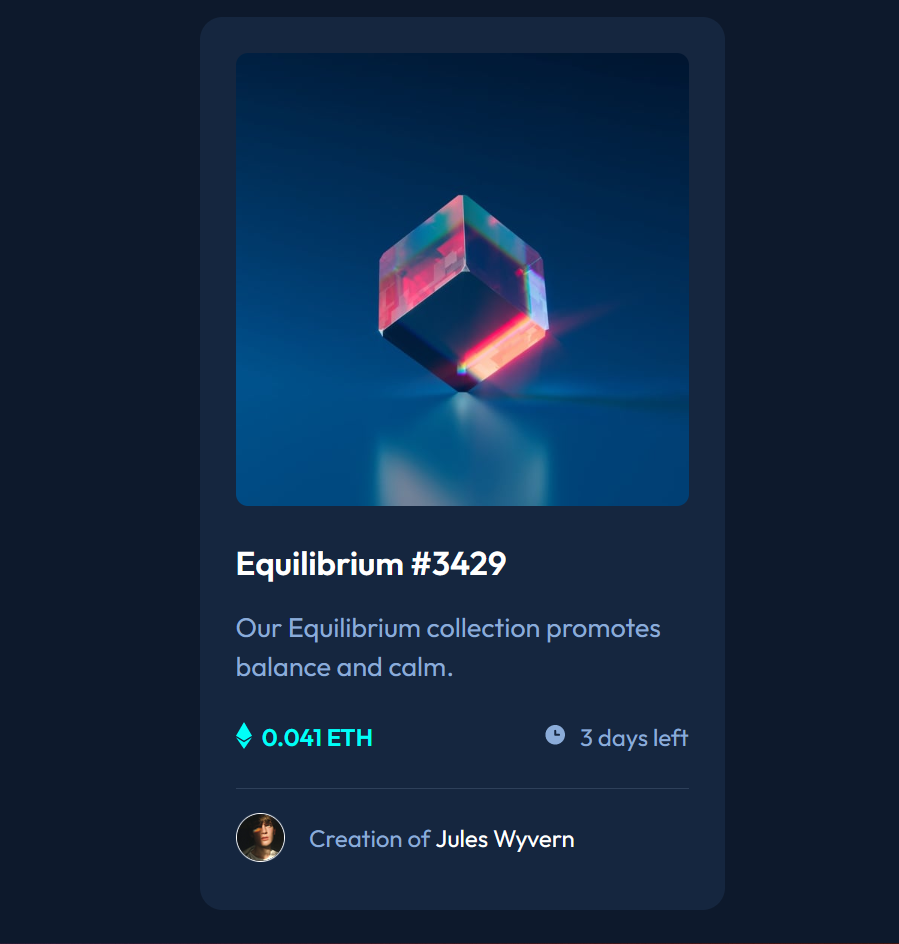 Equilibrium #3429
Our Equilibrium collection promotes
balance and calm.
0.041 ETH
3 days left
Creation of Jules Wyvern